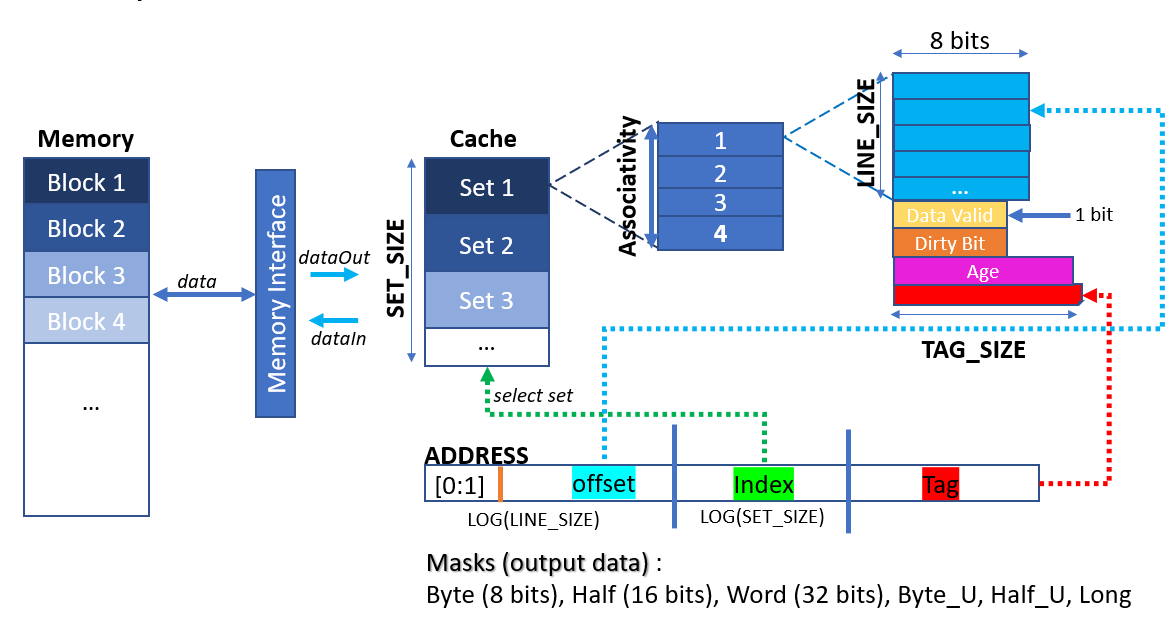 8 bits
LINE_SIZE
Memory
Cache
Associativity
Block 1
Block 2
Block 3
Block 4
...
data
Memory Interface
dataOut
dataIn
SET_SIZE
Set 1
Set 2
Set 3
...
1
2
3
4
...
Data Valid
1 bit
Dirty Bit
Age
TAG_SIZE
select set
ADDRESS
[0:1]
offset
Index
Tag
LOG(LINE_SIZE)
LOG(SET_SIZE)
Masks (output data) :
Byte (8 bits), Half (16 bits), Word (32 bits), Byte_U, Half_U, Long